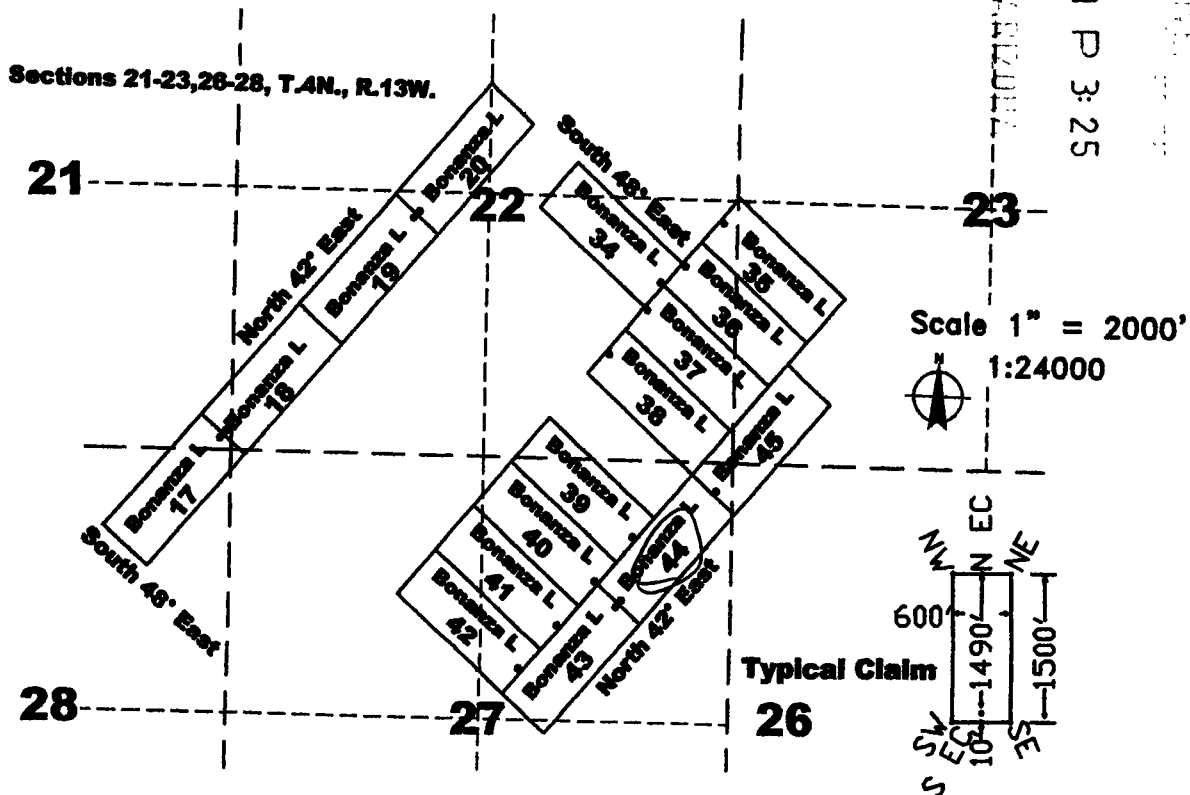 Sections 21-23,26-28, T.4N., R.13W.
P 3:25
21
22
23
South 48° East
North 42° East
Bonanza L
20
Bonanza L
19
Bonanza L
18
Bonanza L
17
South 48° East
Bonanza L
34
Bonanza L
35
Bonanza L
36
Bonanza L
37
Bonanza L
38
Bonanza L
45
Scale 1" = 2000'
1:24000
N
Bonanza L
39
Bonanza L
40
Bonanza L
41
Bonanza L
42
Bonanza L
43
Bonanza L
44
North 42° East
28
27
26
Typical Claim
N EC
NW
N
NE
600'
1490'
1500'
10'
SW
S EC
SE